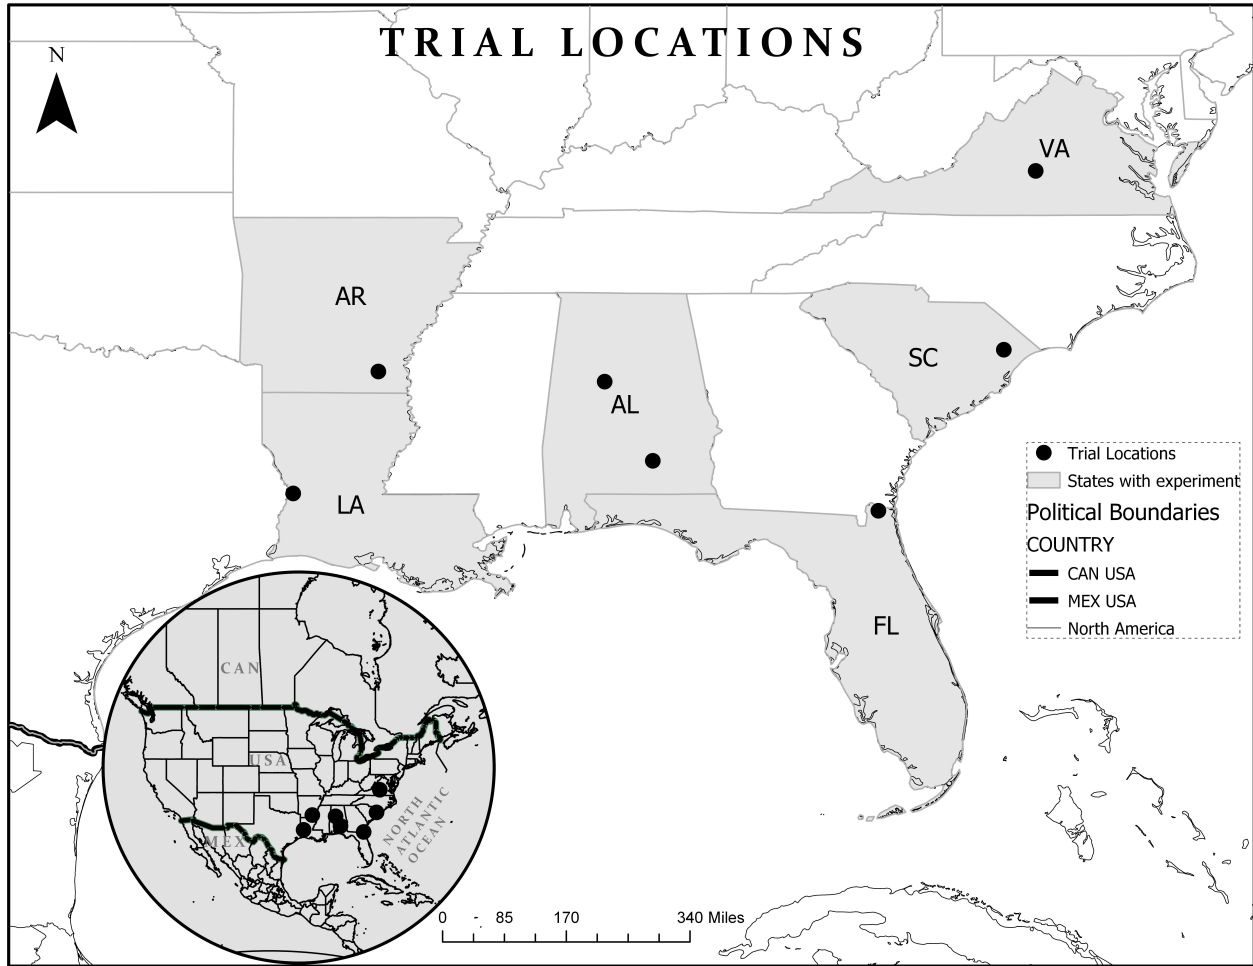 TRIAL LOCATIONS
N
VA
AR
SC
AL
LA
FL
Trial Locations
States with experiment
Political Boundaries
COUNTRY
CAN USA
MEX USA
North America
CAN
USA
MEX
NORTH
ATLANTIC
OCEAN
0 85 170 340 Miles